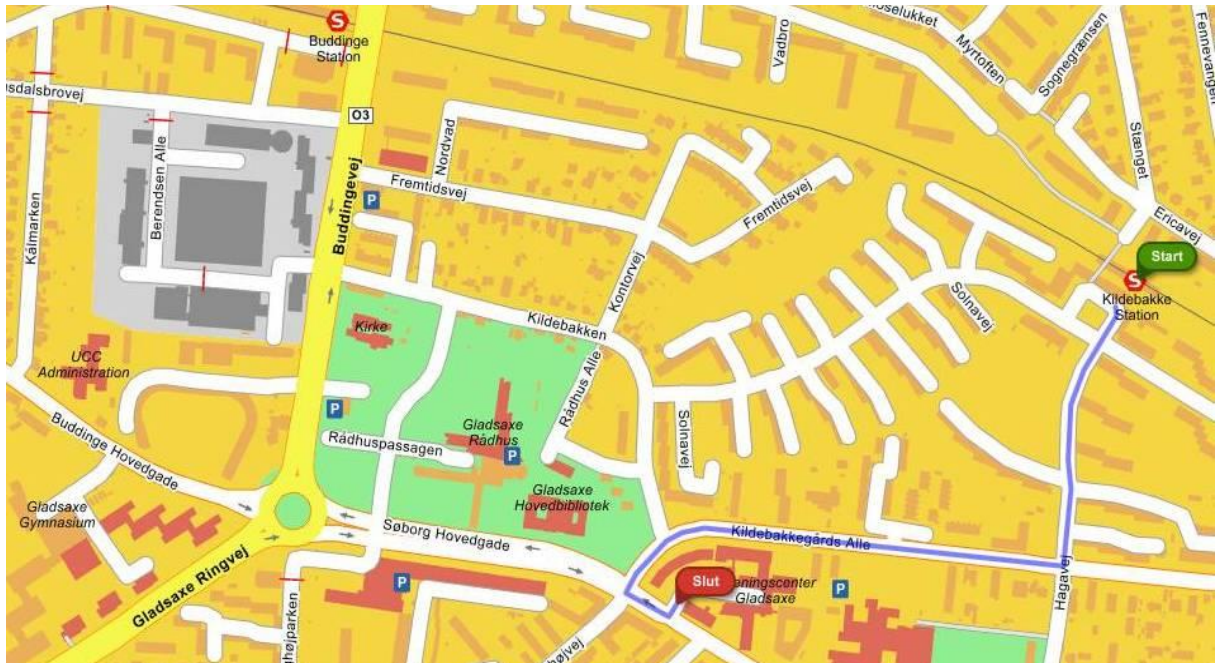 Buddinge
Station
S
Vadbro
Myrtoften
Sognegrænsen
Fennevangen
Stænget
Ericavej
O3
Berendsen Alle
Nordvad
Fremtidsvej
P
Buddingevej
Fremtidsvej
Kontorvej
Start
S
Kildebakke
Station
Solnavej
Kildebakken
Kirke
UCC
Administration
Rådhus Alle
Solnavej
P
Gladsaxe
Rådhus
P
Rådhuspassagen
Buddinge Hovedgade
Gladsaxe
Hovedbibliotek
Gladsaxe
Gymnasium
Søborg Hovedgade
Kildebakkegårds Alle
Hagavej
Gladsaxe Ringvej
P
Slut
Gladsaxe
P